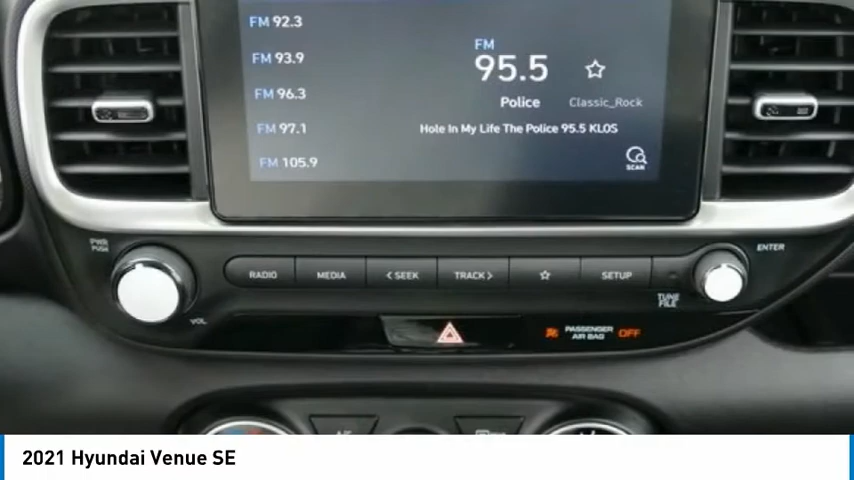 FM 92.3
FM 93.9
FM 96.3
FM 97.1
FM 105.9
FM
95.5
Police Classic_Rock
Hole In My Life The Police 95.5 KLOS
SCAN
PWR
PUSH
VOL
RADIO MEDIA < SEEK TRACK > SETUP
ENTER
TUNE
FILE
PASSENGER
AIR BAG OFF
A/C
2021 Hyundai Venue SE